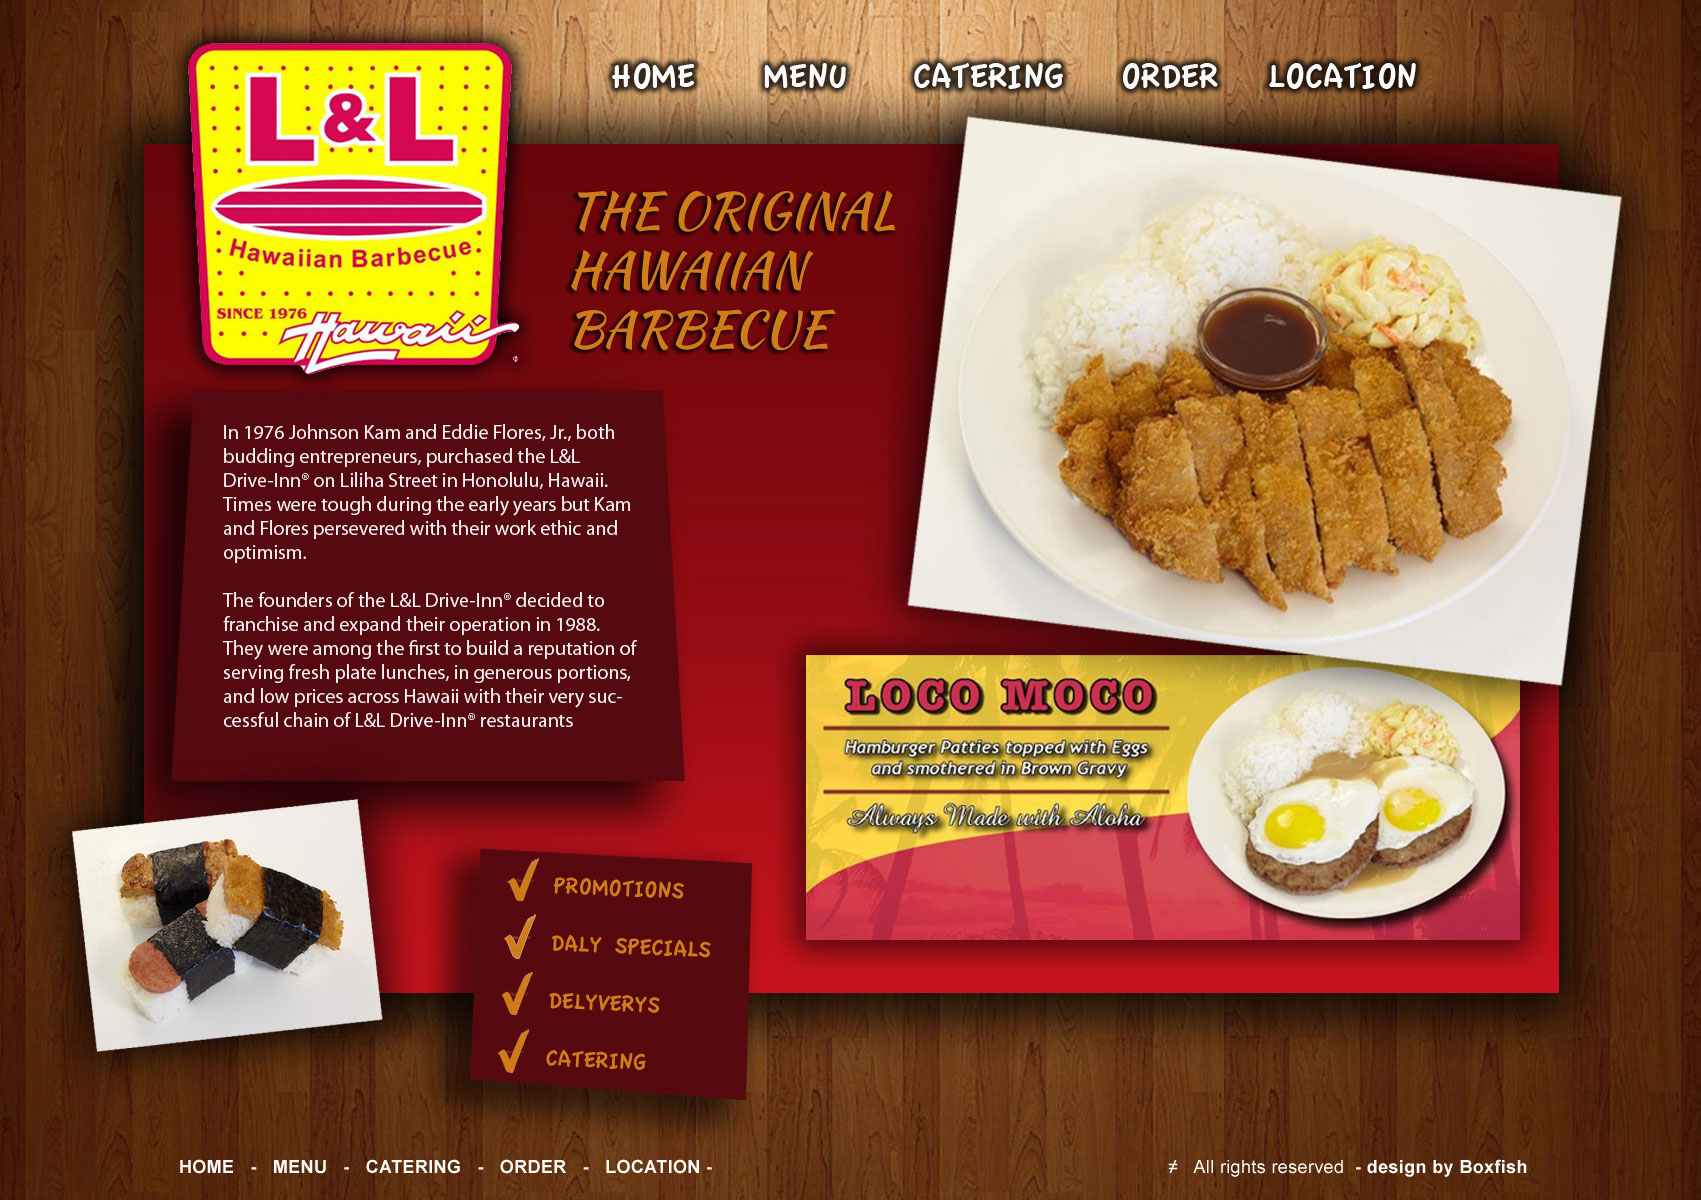 L&L
Hawaiian Barbecue
SINCE 1976
Hawaii
HOME MENU CATERING ORDER LOCATION
THE ORIGINAL
HAWAIIAN
BARBECUE
In 1976 Johnson Kam and Eddie Flores, Jr., both
budding entrepreneurs, purchased the L&L
Drive-Inn® on Liliha Street in Honolulu, Hawaii.
Times were tough during the early years but Kam
and Flores persevered with their work ethic and
optimism.
The founders of the L&L Drive-Inn® decided to
franchise and expand their operation in 1988.
They were among the first to build a reputation of
serving fresh plate lunches, in generous portions,
and low prices across Hawaii with their very suc-
cessful chain of L&L Drive-Inn® restaurants
LOCO MOCO
Hamburger Patties topped with Eggs
and smothered in Brown Gravy
Always Made with Aloha
PROMOTIONS
DALY SPECIALS
DELYVERYS
CATERING
HOME - MENU - CATERING - ORDER - LOCATION -
≠ All rights reserved - design by Boxfish